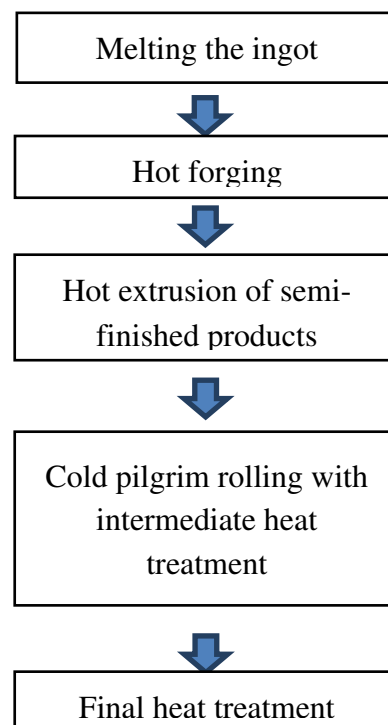 Melting the ingot
Hot forging
Hot extrusion of semi-
finished products
Cold pilgrim rolling with
intermediate heat
treatment
Final heat treatment